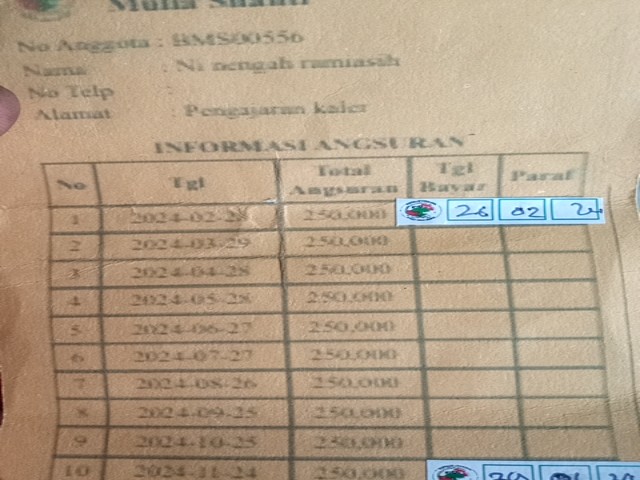 No Anggota : BMS00556
Nama : Ni nengah ramiasih
No Telp :
Alamat : Pengajaran kaler
INFORMASI ANGSURAN
No Tgl Total Angsuran Tgl Bayar Paraf
1 2024-02-28 250,000 26 02 24
2 2024-03-29 250,000
3 2024-04-28 250,000
4 2024-05-28 250,000
5 2024-06-27 250,000
6 2024-07-27 250,000
7 2024-08-26 250,000
8 2024-09-25 250,000
9 2024-10-25 250,000
10 2024-11-24 250,000